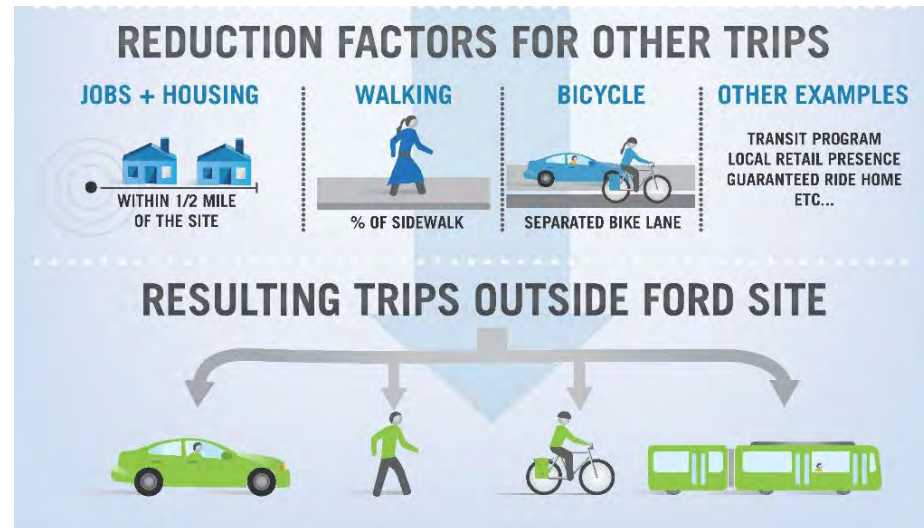 REDUCTION FACTORS FOR OTHER TRIPS
JOBS + HOUSING
WITHIN 1/2 MILE
OF THE SITE
WALKING
% OF SIDEWALK
BICYCLE
SEPARATED BIKE LANE
OTHER EXAMPLES
TRANSIT PROGRAM
LOCAL RETAIL PRESENCE
GUARANTEED RIDE HOME
ETC...
RESULTING TRIPS OUTSIDE FORD SITE